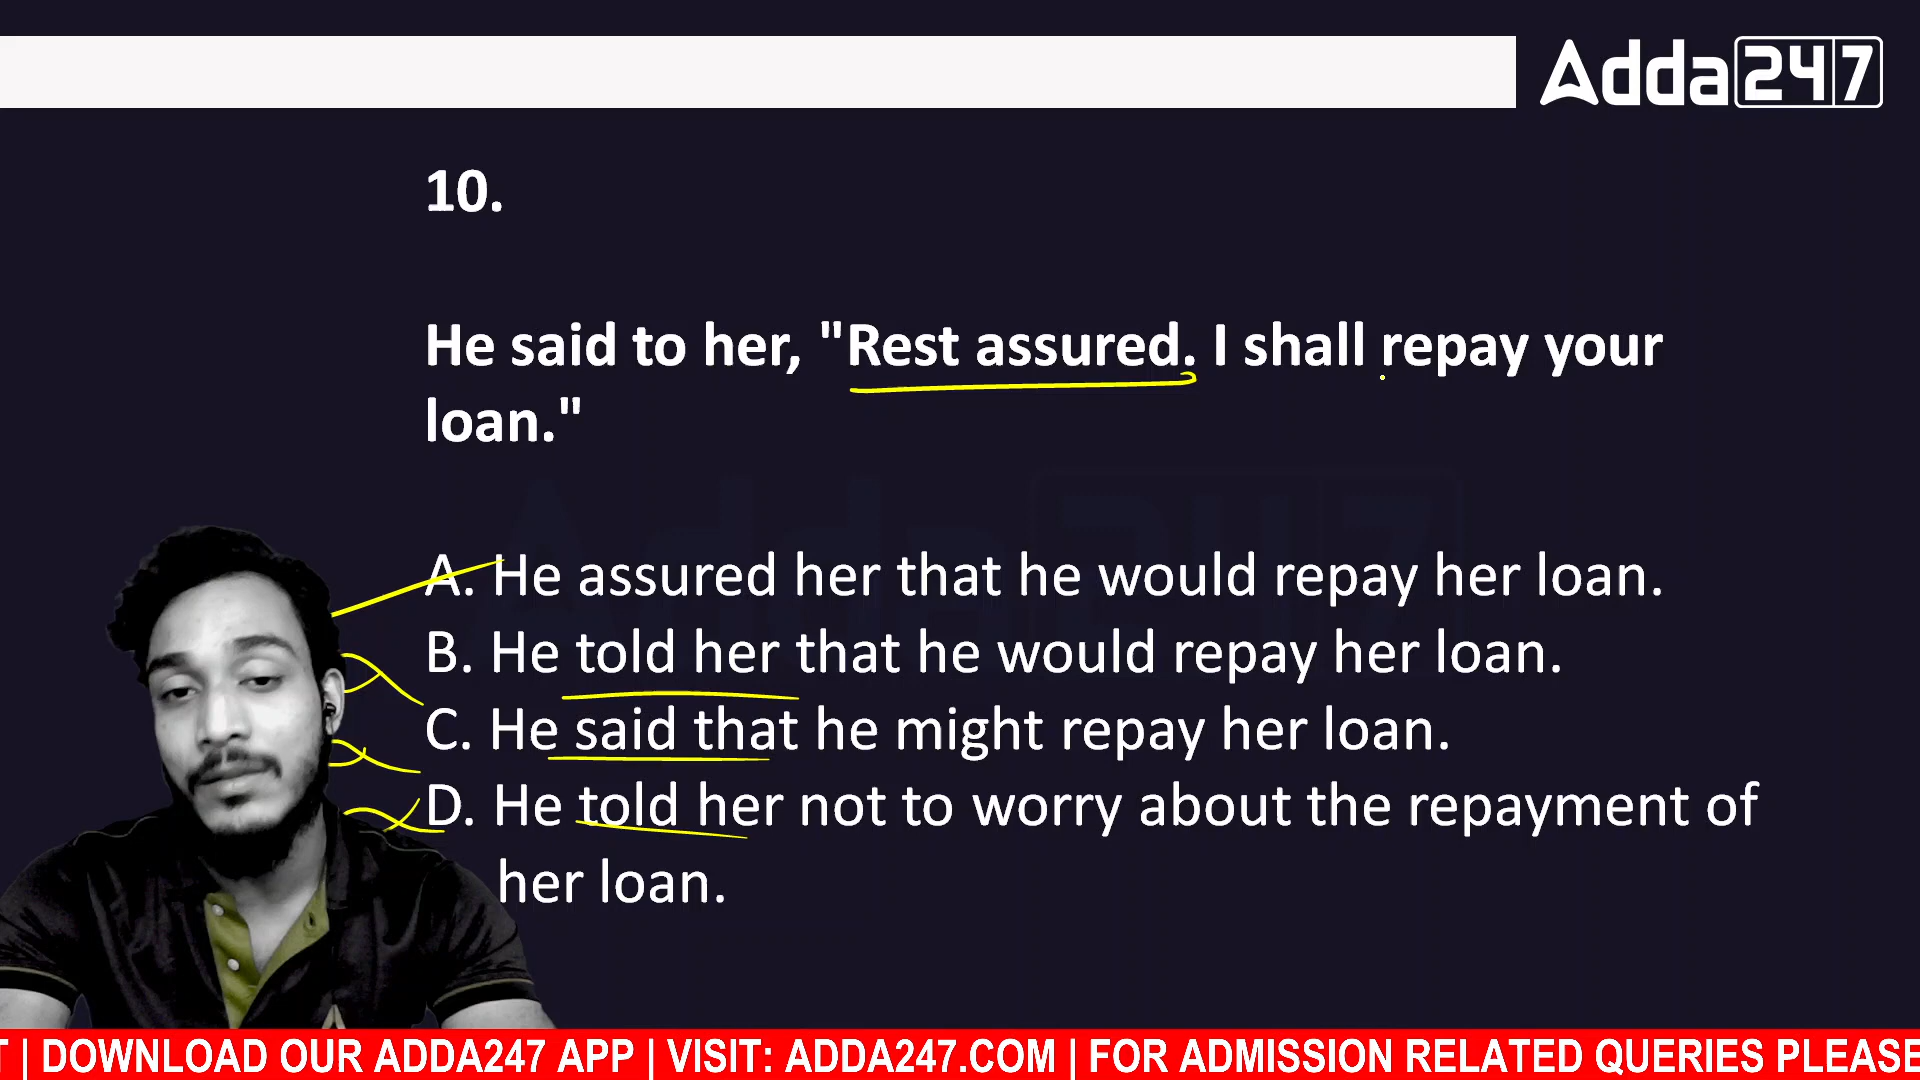 Adda247
10.
He said to her, "Rest assured. I shall repay your
loan."
Adda247
A. He assured her that he would repay her loan.
B. He told her that he would repay her loan.
C. He said that he might repay her loan.
D. He told her not to worry about the repayment of
her loan.
T | DOWNLOAD OUR ADDA247 APP | VISIT: ADDA247.COM | FOR ADMISSION RELATED QUERIES PLEASE